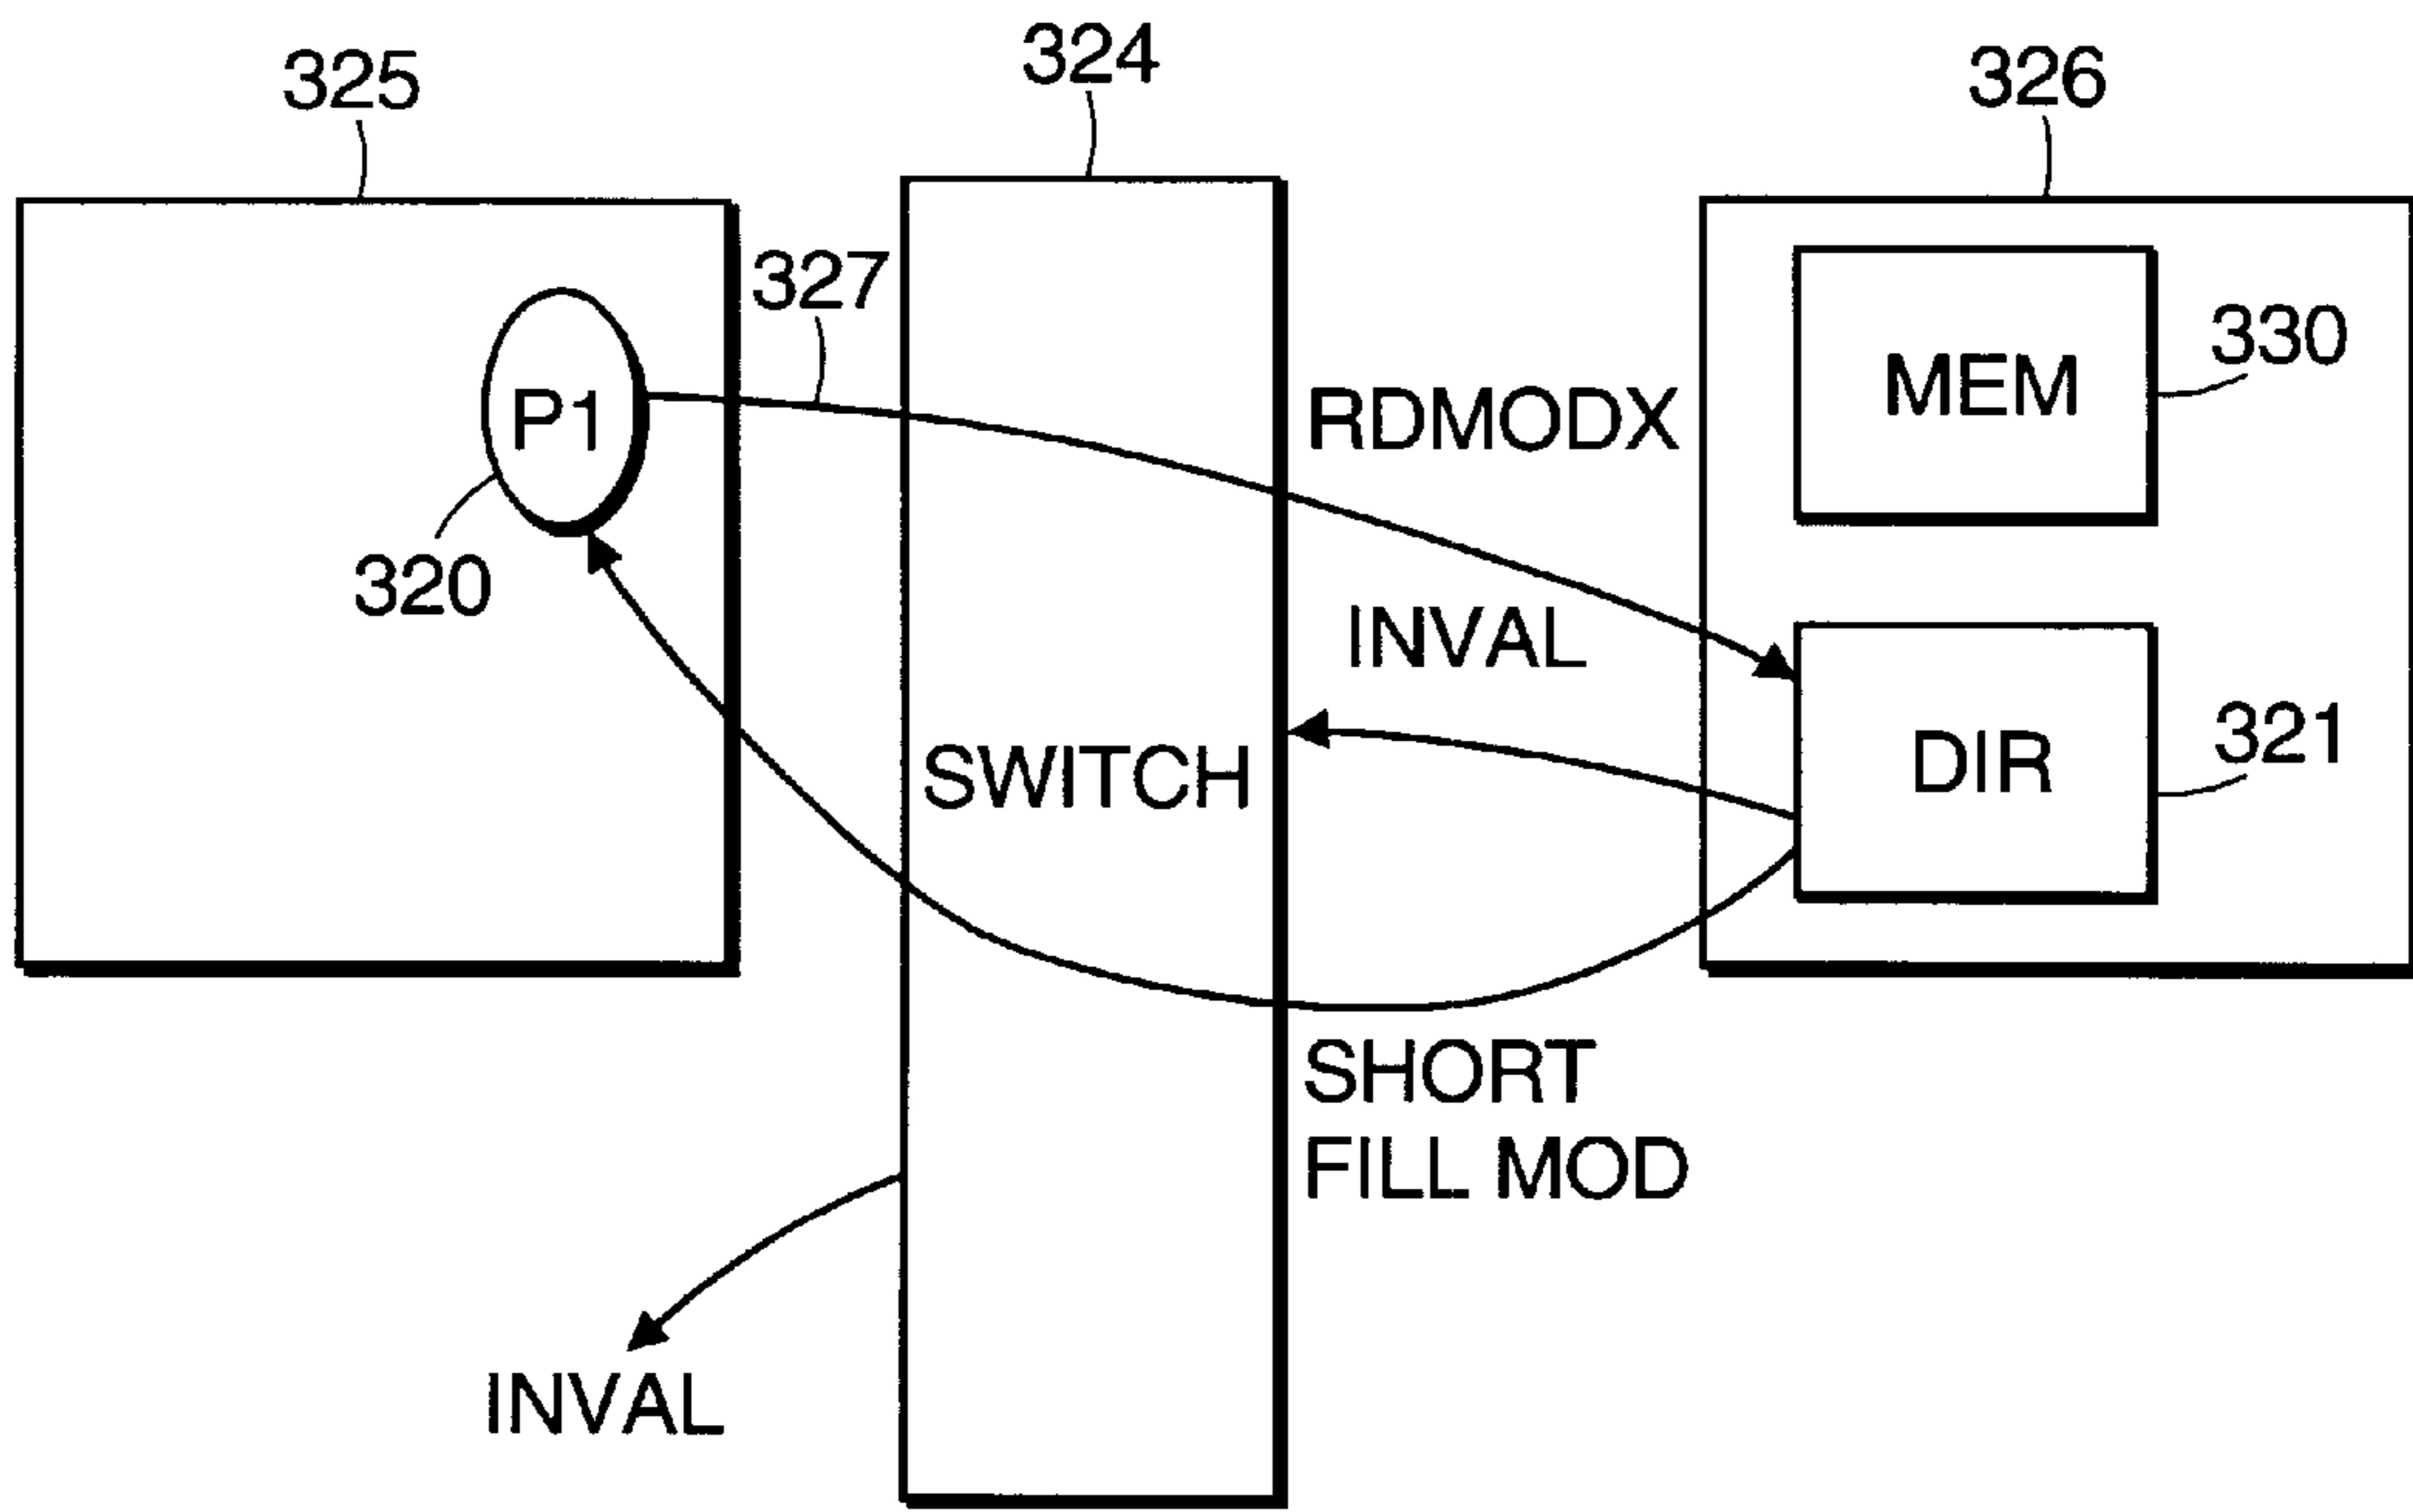 325
324
326
327
P1
320
RDMODX
MEM
330
INVAL
SWITCH
DIR
321
SHORT
FILL MOD
INVAL